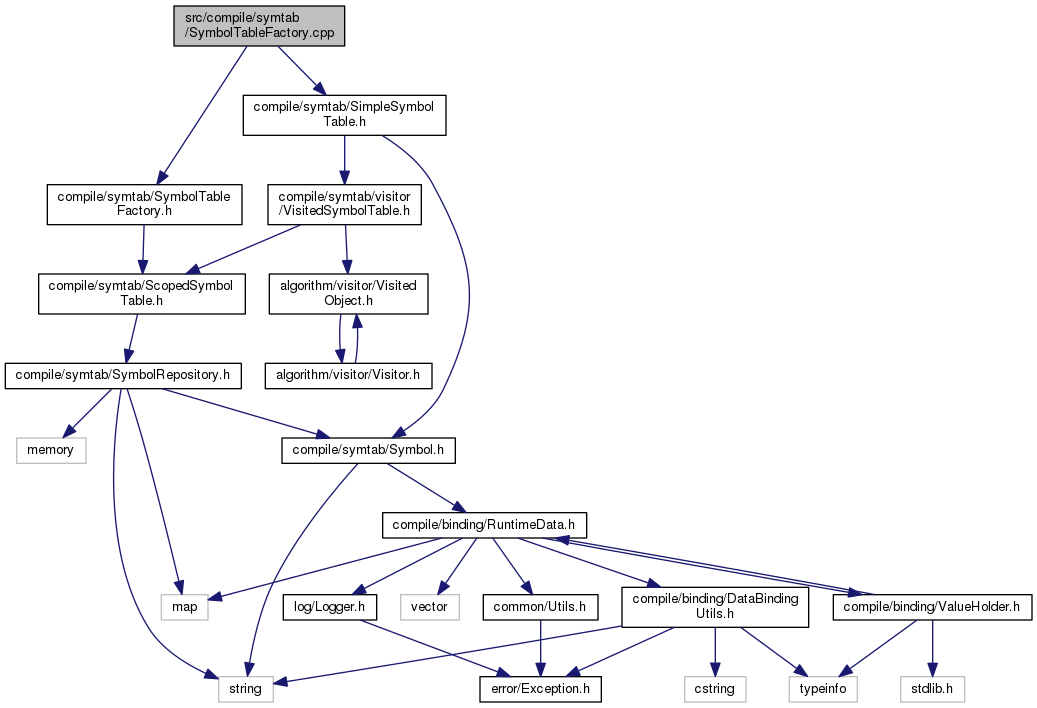 src/compile/symtab
/SymbolTableFactory.cpp
compile/symtab/SimpleSymbol
Table.h
compile/symtab/SymbolTable
Factory.h
compile/symtab/visitor
/VisitedSymbolTable.h
compile/symtab/ScopedSymbol
Table.h
algorithm/visitor/Visited
Object.h
compile/symtab/SymbolRepository.h
algorithm/visitor/Visitor.h
memory
compile/symtab/Symbol.h
compile/binding/RuntimeData.h
map
log/Logger.h
vector
common/Utils.h
compile/binding/DataBinding
Utils.h
compile/binding/ValueHolder.h
string
error/Exception.h
cstring
typeinfo
stdlib.h